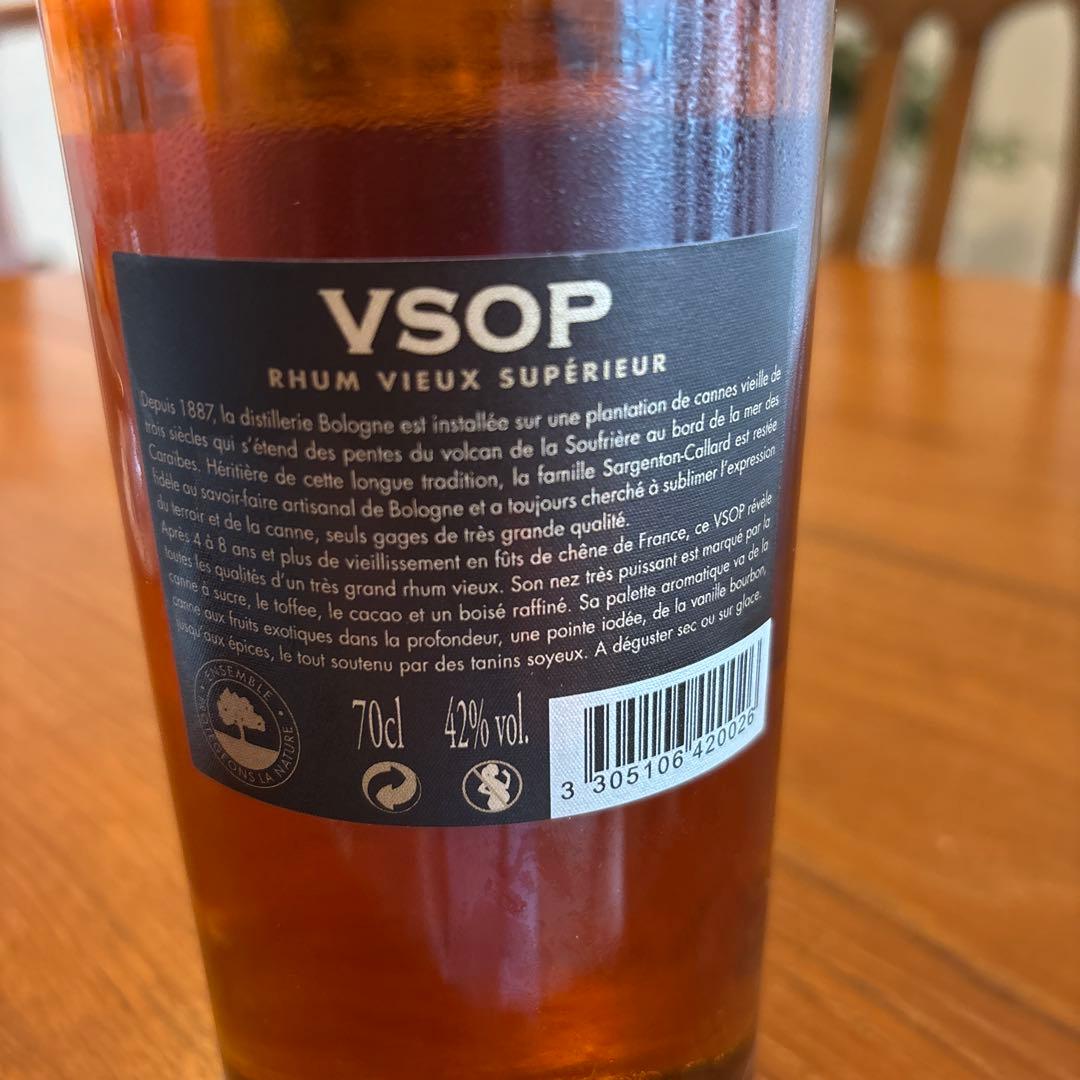 VSOP
RHUM VIEUX SUPÉRIEUR
Depuis 1887, la distillerie Bologne est installée sur une plantation de cannes vieille de
trois siècles qui s'étend des pentes du volcan de la Soufrière au bord de la mer des
Caraïbes. Héritière de cette longue tradition, la famille Sargenton-Callard est restée
fidèle au savoir-faire artisanal de Bologne et a toujours cherché à sublimer l'expression
du terroir et de la canne, seuls gages de très grande qualité.
Après 4 à 8 ans et plus de vieillissement en fûts de chêne de France, ce VSOP révèle
toutes les qualités d'un très grand rhum vieux. Son nez très puissant est marqué par la
canne à sucre, le toffee, le cacao et un boisé raffiné. Sa palette aromatique va de la
canne aux fruits exotiques dans la profondeur, une pointe iodée, de la vanille bourbon,
jusqu'aux épices, le tout soutenu par des tanins soyeux. A déguster sec ou sur glace.
ENSEMBLE • PROTÉGEONS LA NATURE •
70cl 42% vol.
3 305106 420026